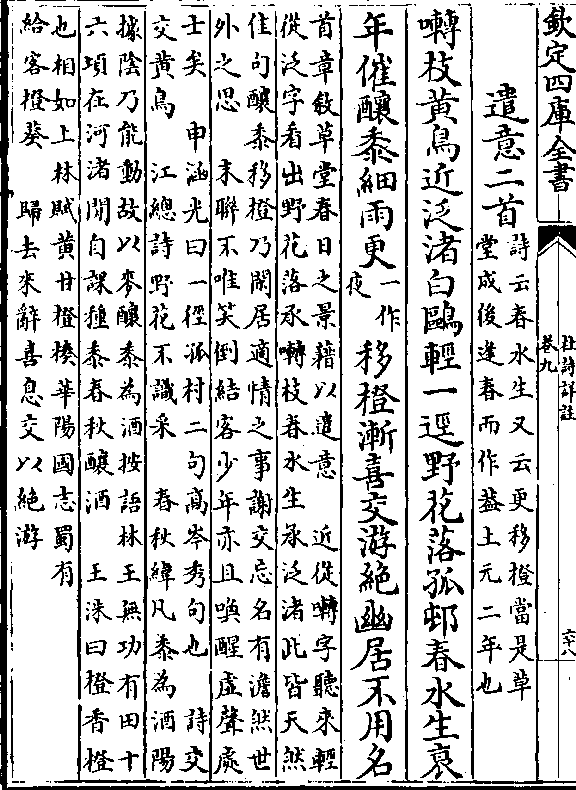 欽定四庫全書
杜詩詳註
卷九
遣意二首
詩云春水生又云更移橙當是草
堂成後逢春而作蓋上元二年也
囀枝黄鳥近泛渚白鷗輕一逕野花落孤邨春水生衰
年催釀黍細雨更一作夜移橙漸喜交游絶幽居不用名
首章敘草堂春日之景藉以遣意　近從囀字聽來輕
從泛字看出野花落承囀枝春水生承泛渚此皆天然
佳句釀黍移橙乃閑居適情之事謝交忘名有澹然世
外之思　末聯不唯笑倒結客少年亦且喚醒虛聲處
士矣　申涵光曰一徑孤村二句高岑秀句也　詩交
交黄鳥　江總詩野花不識采　春秋緯凡黍為酒陽
據陰乃能動故以麥釀黍為酒按語林王無功有田十
六項在河渚間自課種黍春秋釀酒　王洙曰橙香橙
也相如上林賦黄甘橙楱華陽國志蜀有
給客橙葵　歸去來辭喜息交以絶游